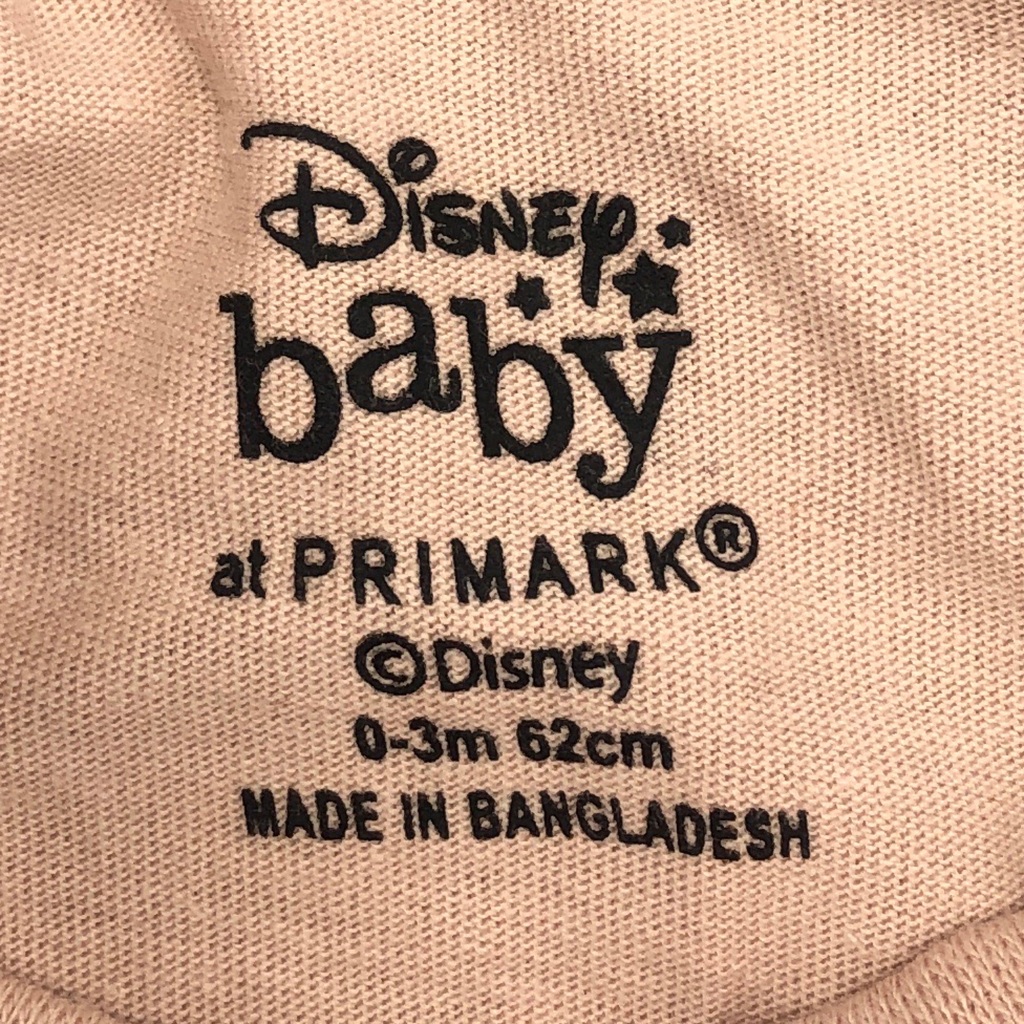 Disney
baby
at PRIMARK®
©Disney
0-3m 62cm
MADE IN BANGLADESH